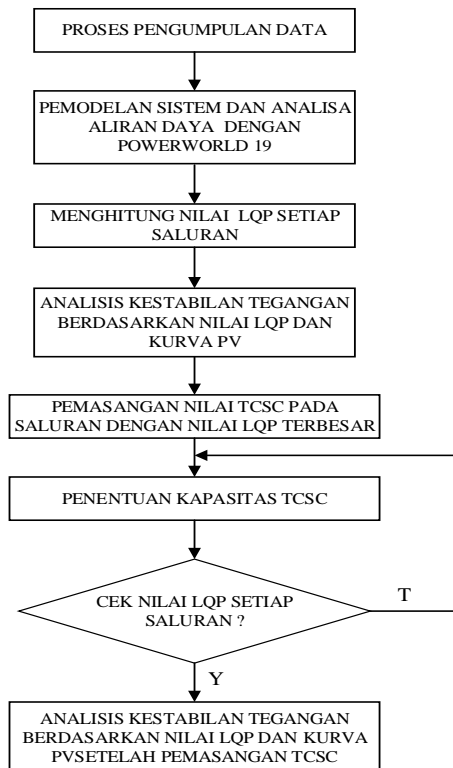 PROSES PENGUMPULAN DATA
PEMODELAN SISTEM DAN ANALISA
ALIRAN DAYA DENGAN
POWERWORLD 19
MENGHITUNG NILAI LQP SETIAP
SALURAN
ANALISIS KESTABILAN TEGANGAN
BERDASARKAN NILAI LQP DAN
KURVA PV
PEMASANGAN NILAI TCSC PADA
SALURAN DENGAN NILAI LQP TERBESAR
PENENTUAN KAPASITAS TCSC
CEK NILAI LQP SETIAP
SALURAN ?
T
Y
ANALISIS KESTABILAN TEGANGAN
BERDASARKAN NILAI LQP DAN KURVA
PVSETELAH PEMASANGAN TCSC